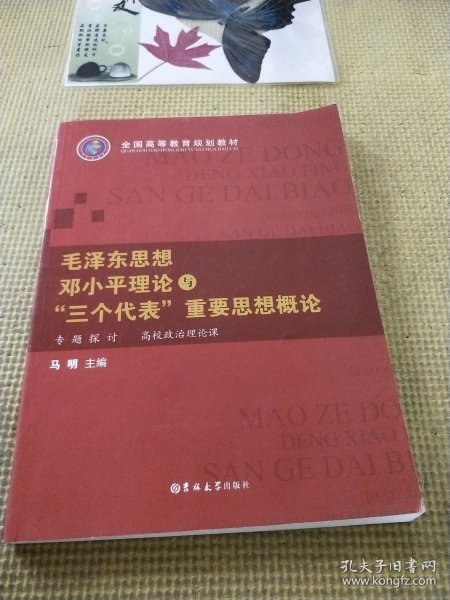 全国高等教育规划教材
QUAN GUO GAO DENG JIAO YU GUI HUA JIAO CAI
MAO ZE DONG
DENG XIAO PING
SAN GE DAI BIAO
毛泽东思想
邓小平理论与
“三个代表”重要思想概论
专题探讨 高校政治理论课
马明 主编
MAO ZE DO
DENG XIAO
SAN GE DAI BI
吉林大学出版社
孔夫子旧书网
www.kongfz.com